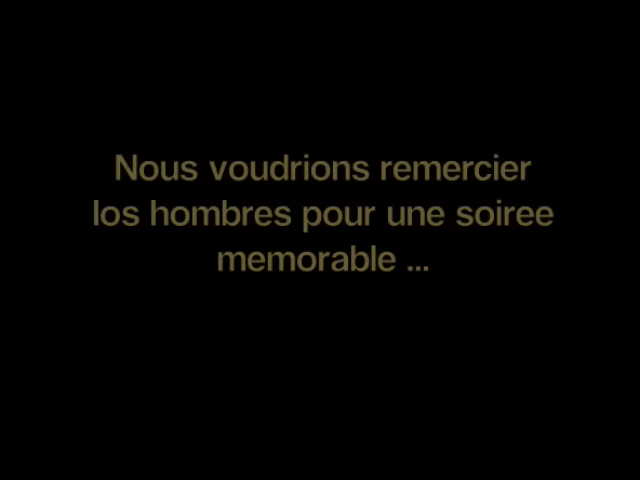 Nous voudrions remercier
los hombres pour une soiree
memorable ...